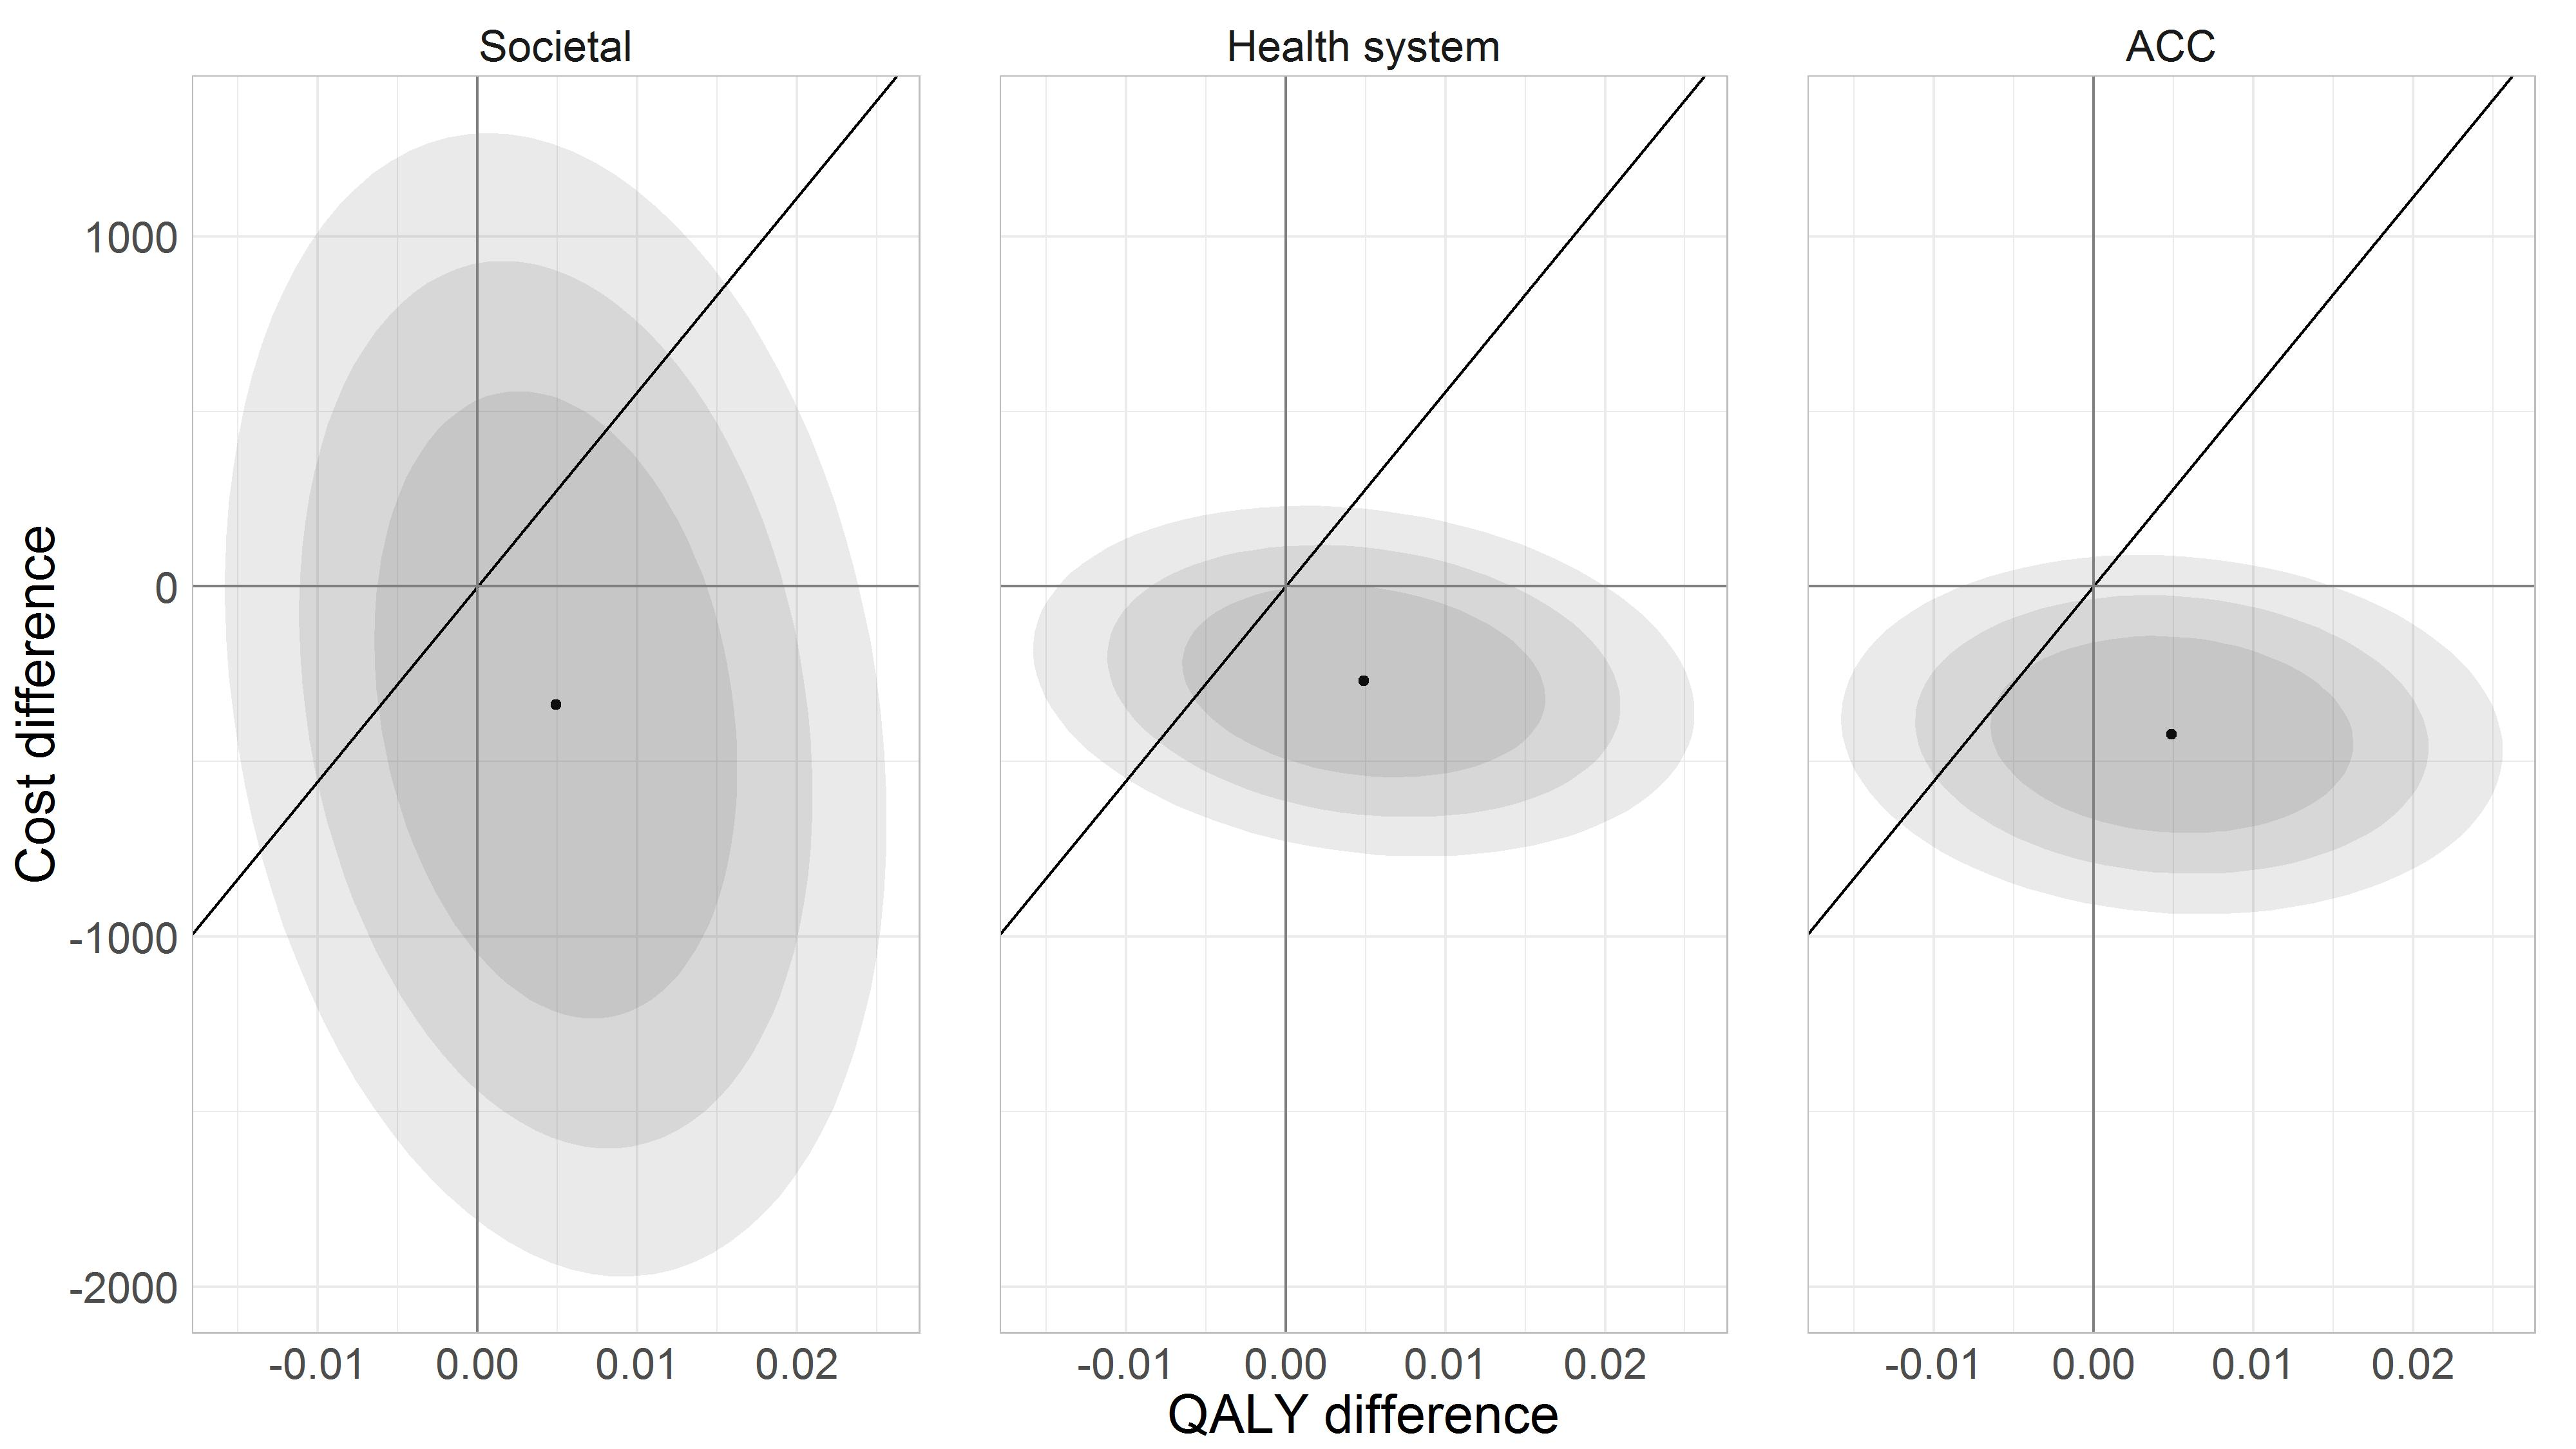 Societal
Health system
ACC
Cost difference
1000
0
-1000
-2000
-0.01 0.00 0.01 0.02
-0.01 0.00 0.01 0.02
-0.01 0.00 0.01 0.02
QALY difference